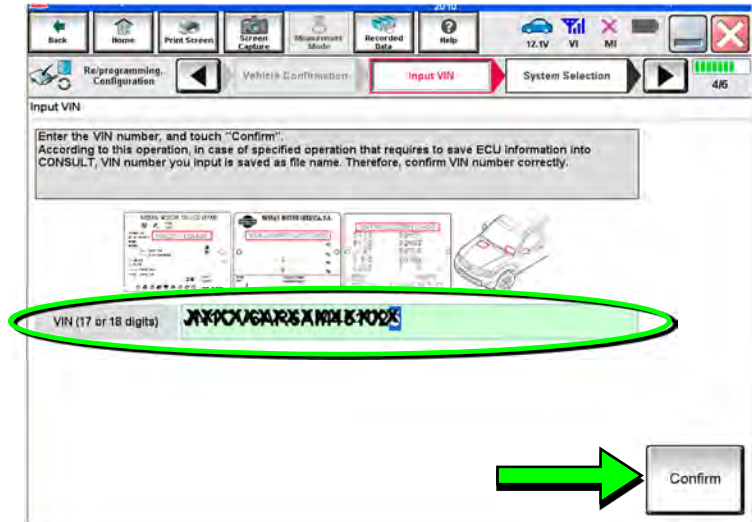 2010
Back
Home
Print Screen
Screen Capture
Measurement Mode
Recorded Data
Help
12.1V
VI
MI
Re/programming, Configuration
Vehicle Confirmation
Input VIN
System Selection
4/6
Input VIN
Enter the VIN number, and touch "Confirm".
According to this operation, in case of specified operation that requires to save ECU information into
CONSULT, VIN number you input is saved as file name. Therefore, confirm VIN number correctly.
VIN (17 or 18 digits)
Confirm